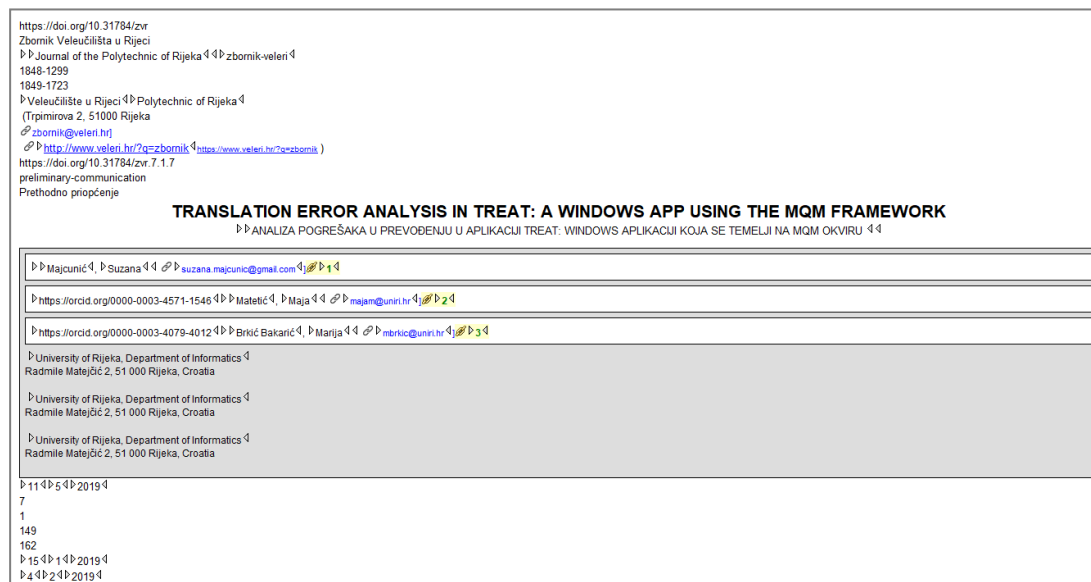 https://doi.org/10.31784/zvr
Zbornik Veleučilišta u Rijeci
Journal of the Polytechnic of Rijeka zbornik-veleri
1848-1299
1849-1723
Veleučilište u Rijeci Polytechnic of Rijeka
(Trpimirova 2, 51000 Rijeka
zbornik@veleri.hr]
http://www.veleri.hr/?q=zbornik https://www.veleri.hr/?q=zbornik )
https://doi.org/10.31784/zvr.7.1.7
preliminary-communication
Prethodno priopćenje
TRANSLATION ERROR ANALYSIS IN TREAT: A WINDOWS APP USING THE MQM FRAMEWORK
ANALIZA POGREŠAKA U PREVOĐENJU U APLIKACIJI TREAT: WINDOWS APLIKACIJI KOJA SE TEMELJI NA MQM OKVIRU
Majcunić, Suzana suzana.majcunic@gmail.com] 1
https://orcid.org/0000-0003-4571-1546 Matetić, Maja majam@uniri.hr] 2
https://orcid.org/0000-0003-4079-4012 Brkić Bakarić, Marija mbrkic@uniri.hr] 3
University of Rijeka, Department of Informatics
Radmile Matejčić 2, 51 000 Rijeka, Croatia
University of Rijeka, Department of Informatics
Radmile Matejčić 2, 51 000 Rijeka, Croatia
University of Rijeka, Department of Informatics
Radmile Matejčić 2, 51 000 Rijeka, Croatia
11 5 2019
7
1
149
162
15 1 2019
4 2 2019